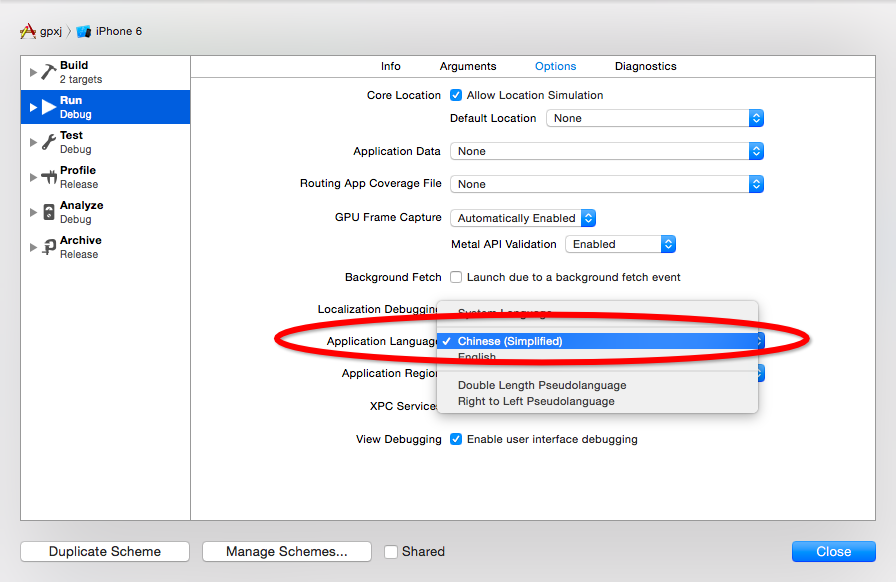 gpxj 〉 iPhone 6
Build
2 targets
Run
Debug
Test
Debug
Profile
Release
Analyze
Debug
Archive
Release
Info Arguments Options Diagnostics
Core Location Allow Location Simulation
Default Location None
Application Data None
Routing App Coverage File None
GPU Frame Capture Automatically Enabled
Metal API Validation Enabled
Background Fetch Launch due to a background fetch event
Localization Debugging
System Language
Application Language Chinese (Simplified)
English
Application Region
Double Length Pseudolanguage
Right to Left Pseudolanguage
XPC Services
View Debugging Enable user interface debugging
Duplicate Scheme Manage Schemes... Shared Close